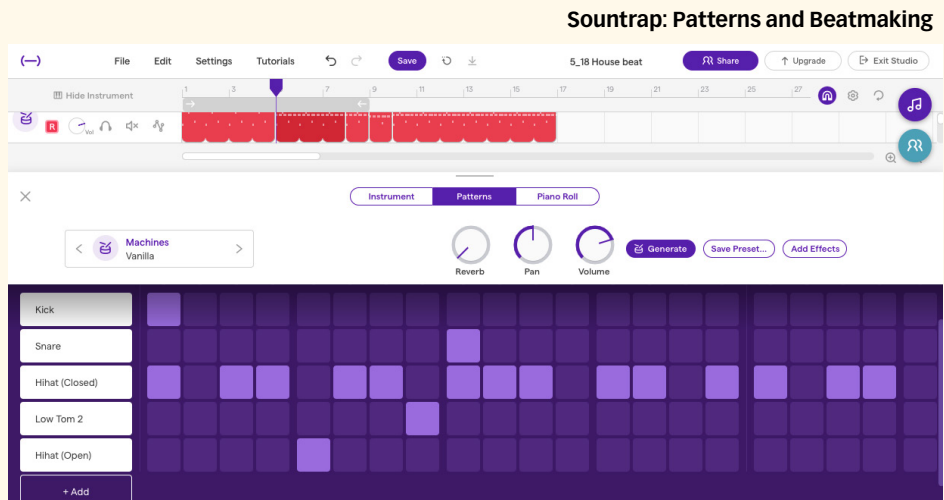 Sountrap: Patterns and Beatmaking
(—) File Edit Settings Tutorials Save 5_18 House beat Share Upgrade Exit Studio
Hide Instrument 1 3 7 9 11 13 15 17 19 21 23 25 27
R Vol
Instrument Patterns Piano Roll
Machines
Vanilla
Generate Save Preset... Add Effects
Reverb Pan Volume
Kick
Snare
Hihat (Closed)
Low Tom 2
Hihat (Open)
+ Add